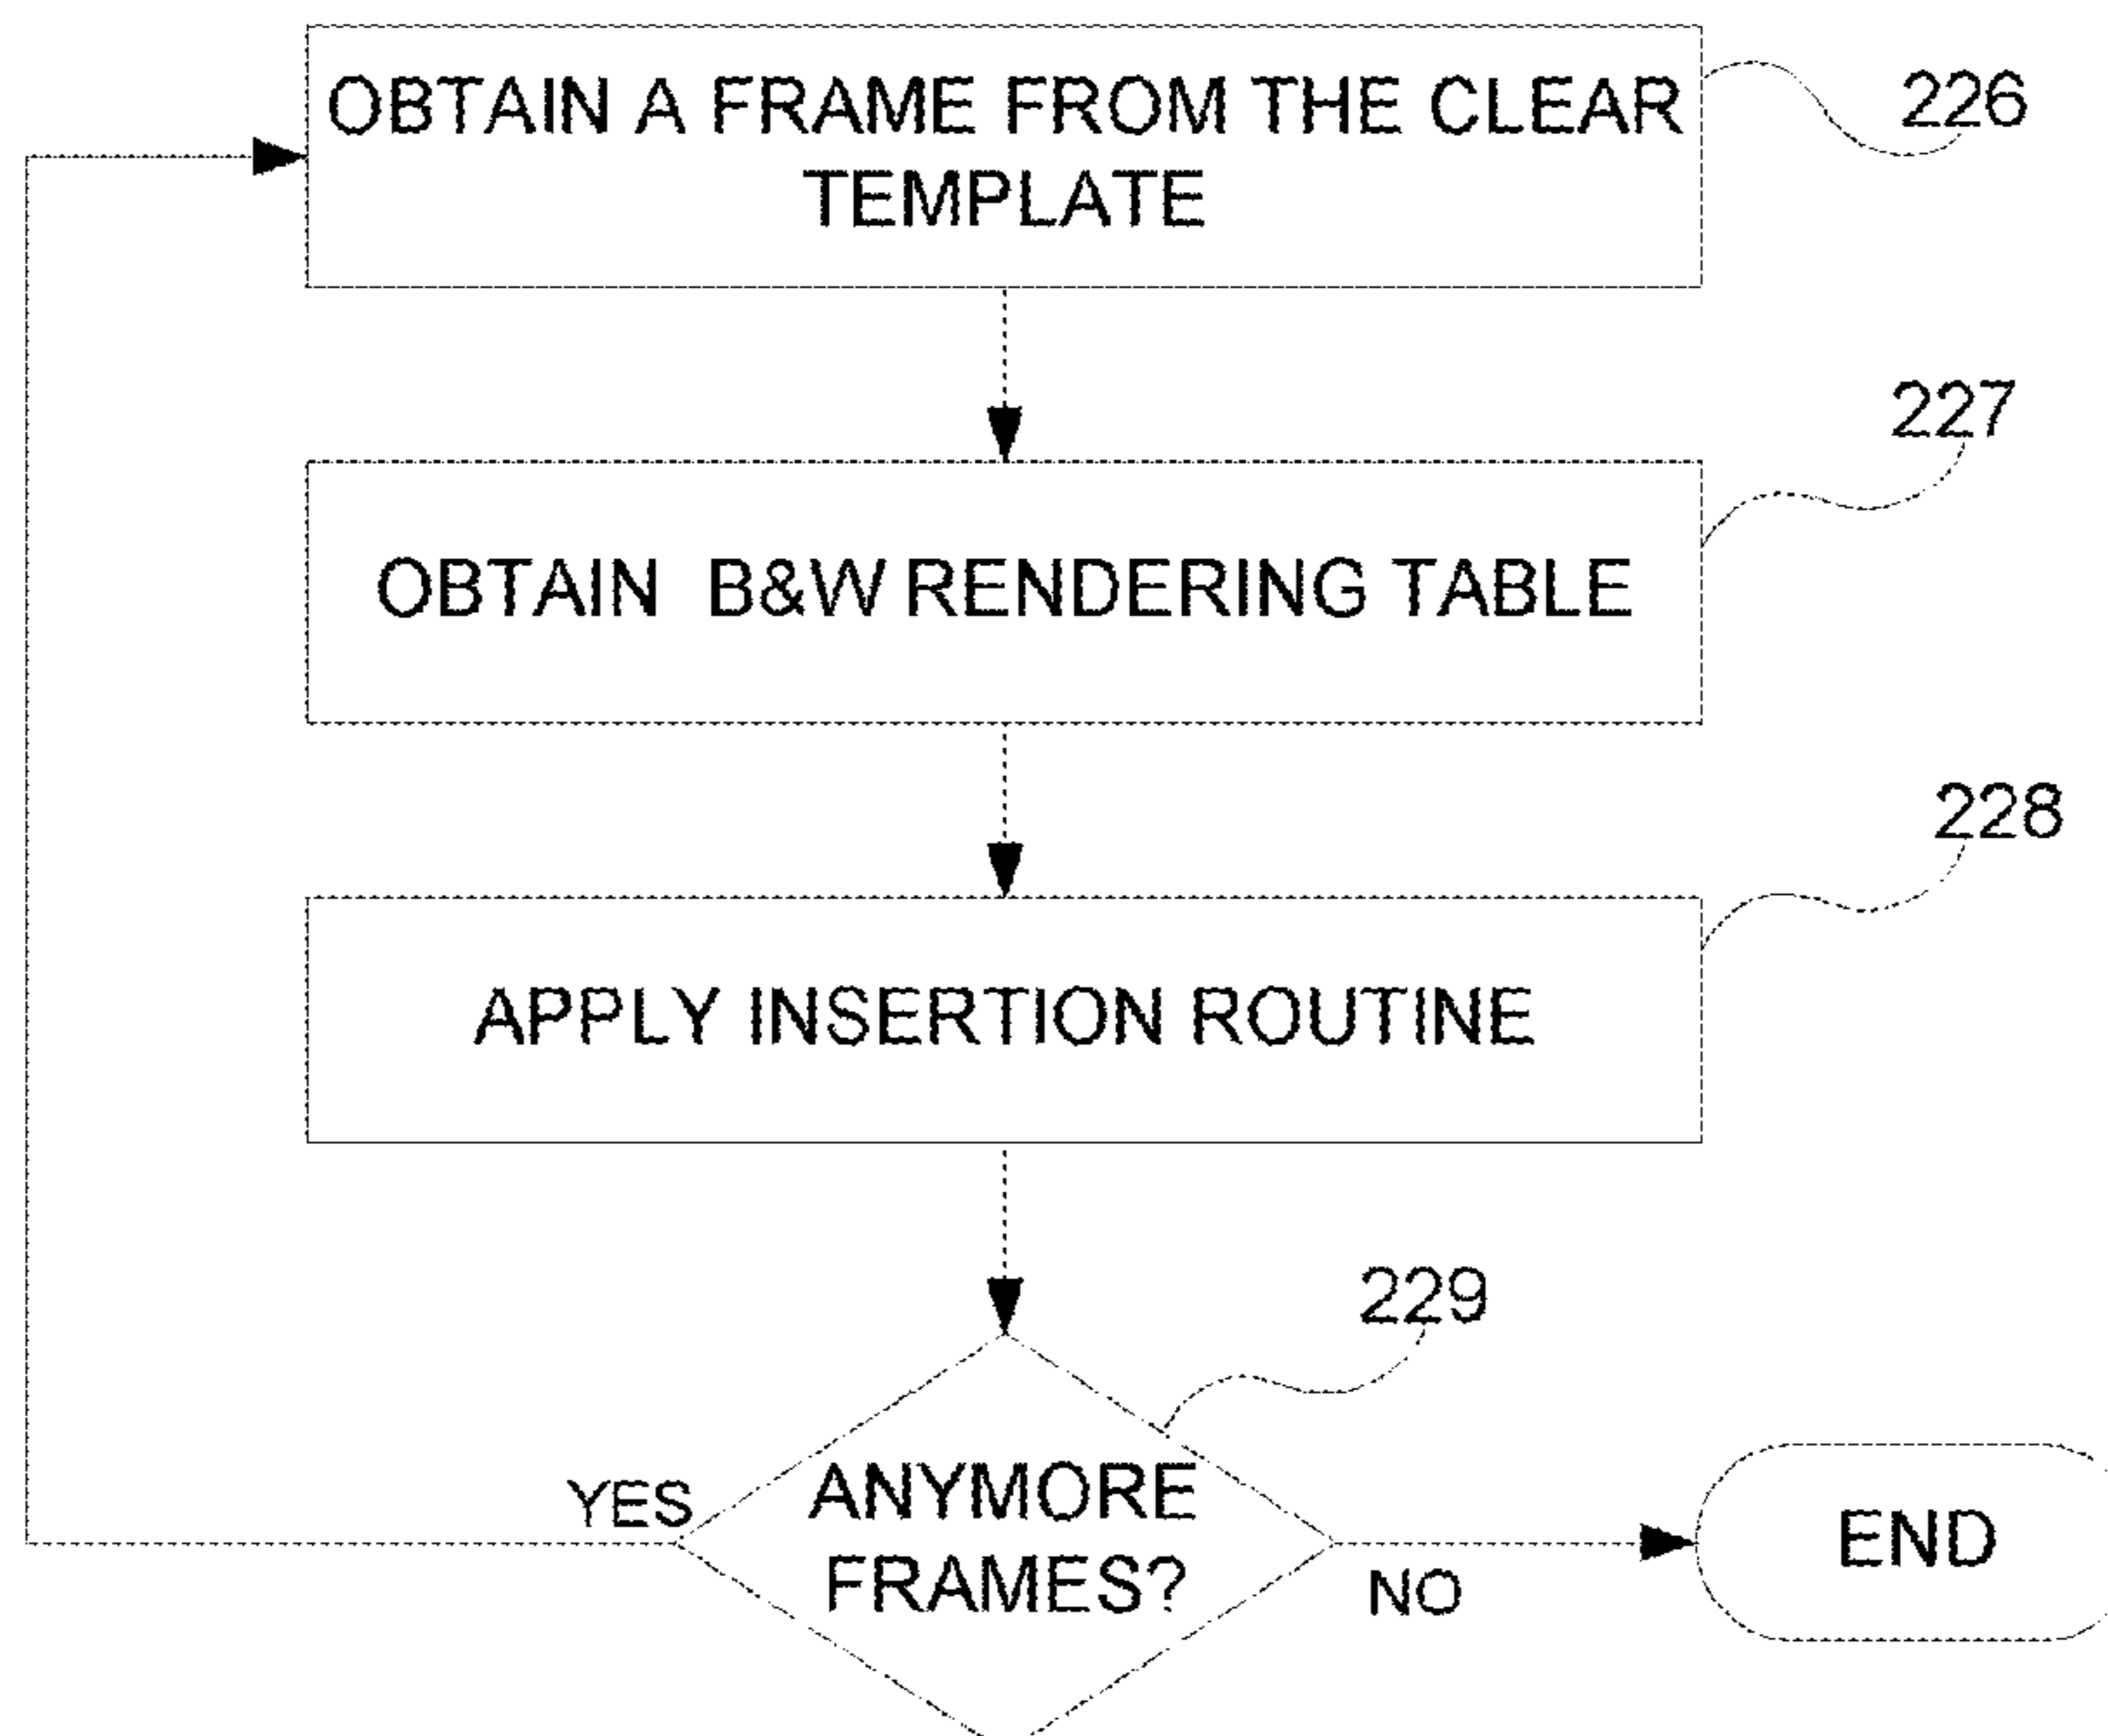 OBTAIN A FRAME FROM THE CLEAR
TEMPLATE
226
OBTAIN B&W RENDERING TABLE
227
APPLY INSERTION ROUTINE
228
ANYMORE
FRAMES?
229
YES
NO
END